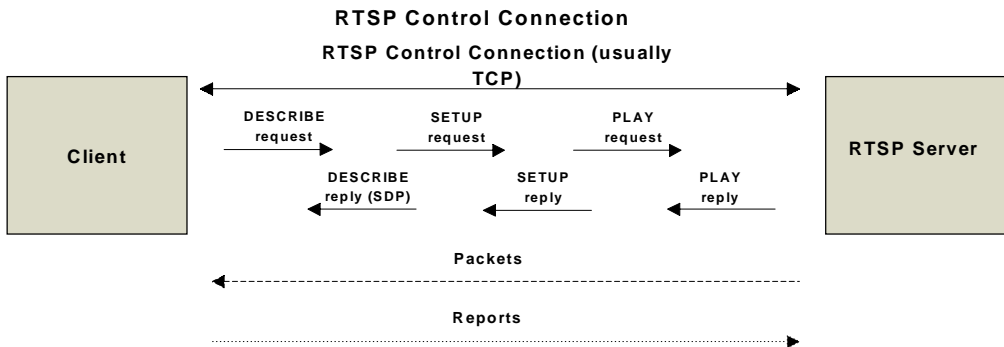 RTSP Control Connection
RTSP Control Connection (usually
TCP)
DESCRIBE
request
SETUP
request
PLAY
request
Client
RTSP Server
DESCRIBE
reply (SDP)
SETUP
reply
PLAY
reply
Packets
Reports